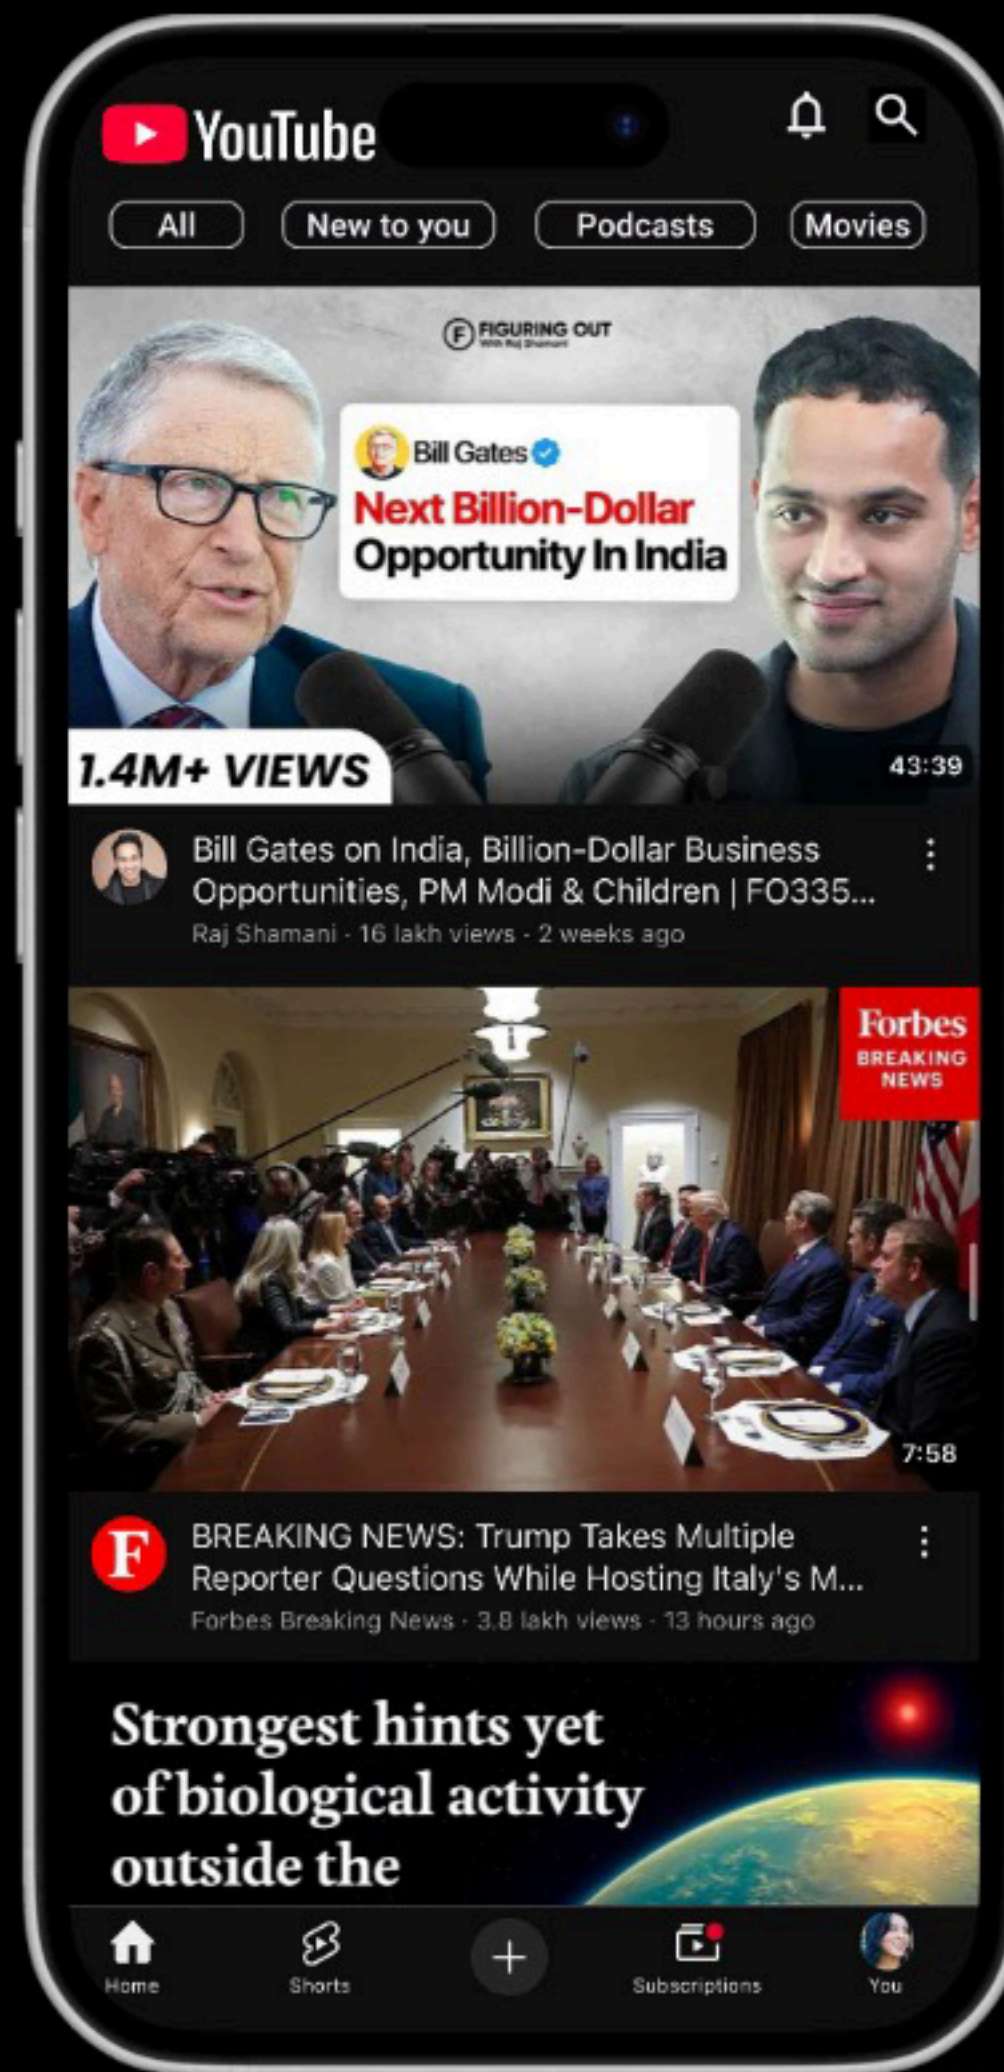 YouTube
All
New to you
Podcasts
Movies
F FIGURING OUT
With Raj Shamani
Bill Gates
Next Billion-Dollar
Opportunity In India
1.4M+ VIEWS
43:39
Bill Gates on India, Billion-Dollar Business
Opportunities, PM Modi & Children | FO335...
Raj Shamani · 16 lakh views · 2 weeks ago
Forbes
BREAKING
NEWS
7:58
F
BREAKING NEWS: Trump Takes Multiple
Reporter Questions While Hosting Italy's M...
Forbes Breaking News · 3.8 lakh views · 13 hours ago
Strongest hints yet
of biological activity
outside the
Home
Shorts
Subscriptions
You